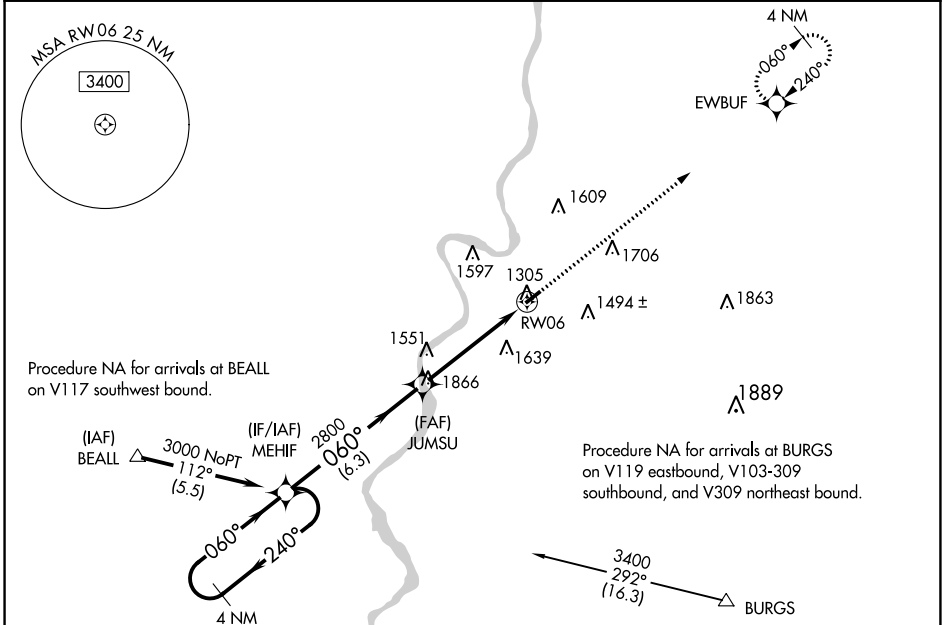 MSA RW06 25 NM
3400
4 NM
060°
240°
EWBUF
1609
1706
1597
1305
1494 ±
1863
RW06
1551
1639
1866
1889
Procedure NA for arrivals at BEALL
on V117 southwest bound.
(FAF)
JUMSU
(IAF)
BEALL
3000 NoPT
112°
(5.5)
(IF/IAF)
MEHIF
2800
060°
(6.3)
Procedure NA for arrivals at BURGS
on V119 eastbound, V103-309
southbound, and V309 northeast bound.
060°
240°
4 NM
3400
292°
(16.3)
BURGS